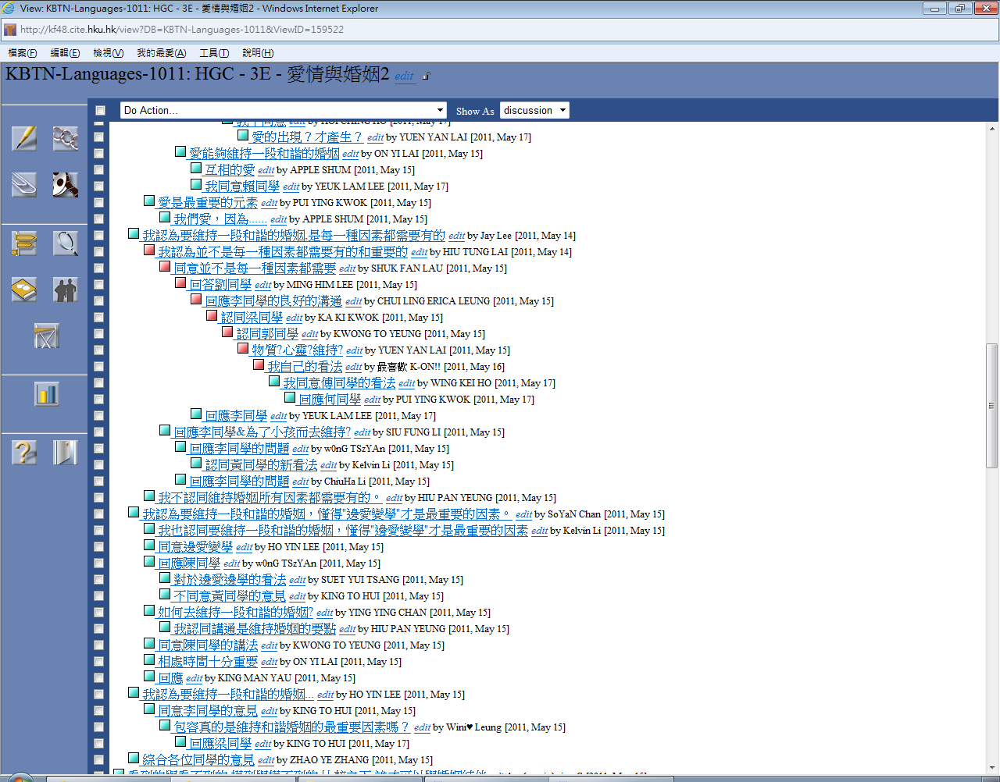 View: KBTN-Languages-1011: HGC - 3E - 愛情與婚姻2 - Windows Internet Explorer
http://kf48.cite.hku.hk/view?DB=KBTN-Languages-1011&ViewID=159522
檔案(F) 編輯(E) 檢視(V) 我的最愛(A) 工具(T) 說明(H)
KBTN-Languages-1011: HGC - 3E - 愛情與婚姻2 edit
Do Action... Show As discussion
我不同意 edit by HOI CHING HO [2011, May 17]
愛的出現？才產生？ edit by YUEN YAN LAI [2011, May 17]
愛能夠維持一段和諧的婚姻 edit by ON YI LAI [2011, May 15]
互相的愛 edit by APPLE SHUM [2011, May 15]
我同意賴同學 edit by YEUK LAM LEE [2011, May 17]
愛是最重要的元素 edit by PUI YING KWOK [2011, May 15]
我們愛，因為...... edit by APPLE SHUM [2011, May 15]
我認為要維持一段和諧的婚姻,是每一種因素都需要有的 edit by Jay Lee [2011, May 14]
我認為並不是每一種因素都需要有的和重要的 edit by HIU TUNG LAI [2011, May 14]
同意並不是每一種因素都需要 edit by SHUK FAN LAU [2011, May 15]
回答劉同學 edit by MING HIM LEE [2011, May 15]
回應李同學的良好的溝通 edit by CHUI LING ERICA LEUNG [2011, May 15]
認同梁同學 edit by KA KI KWOK [2011, May 15]
認同郭同學 edit by KWONG TO YEUNG [2011, May 15]
物質?心靈?維持? edit by YUEN YAN LAI [2011, May 15]
我自己的看法 edit by 最喜歡 K-ON!! [2011, May 16]
我同意傅同學的看法 edit by WING KEI HO [2011, May 17]
回應何同學 edit by PUI YING KWOK [2011, May 17]
回應李同學 edit by YEUK LAM LEE [2011, May 17]
回應李同學&為了小孩而去維持? edit by SIU FUNG LI [2011, May 15]
回應李同學的問題 edit by w0nG TSzYAn [2011, May 15]
認同黃同學的新看法 edit by Kelvin Li [2011, May 15]
回應李同學的問題 edit by ChiuHa Li [2011, May 15]
我不認同維持婚姻所有因素都需要有的。 edit by HIU PAN YEUNG [2011, May 15]
我認為要維持一段和諧的婚姻，懂得"邊愛變學"才是最重要的因素。 edit by SoYaN Chan [2011, May 15]
我也認同要維持一段和諧的婚姻，懂得"邊愛變學"才是最重要的因素 edit by Kelvin Li [2011, May 15]
同意邊愛變學 edit by HO YIN LEE [2011, May 15]
回應陳同學 edit by w0nG TSzYAn [2011, May 15]
對於邊愛邊學的看法 edit by SUET YUI TSANG [2011, May 15]
不同意黃同學的意見 edit by KING TO HUI [2011, May 15]
如何去維持一段和諧的婚姻? edit by YING YING CHAN [2011, May 15]
我認同講通是維持婚姻的要點 edit by HIU PAN YEUNG [2011, May 15]
同意陳同學的講法 edit by KWONG TO YEUNG [2011, May 15]
相處時間十分重要 edit by ON YI LAI [2011, May 15]
回應 edit by KING MAN YAU [2011, May 15]
我認為要維持一段和諧的婚姻... edit by HO YIN LEE [2011, May 15]
同意李同學的意見 edit by KING TO HUI [2011, May 15]
包容真的是維持和諧婚姻的最重要因素嗎？ edit by Wini♥Leung [2011, May 15]
回應梁同學 edit by KING TO HUI [2011, May 17]
綜合各位同學的意見 edit by ZHAO YE ZHANG [2011, May 15]